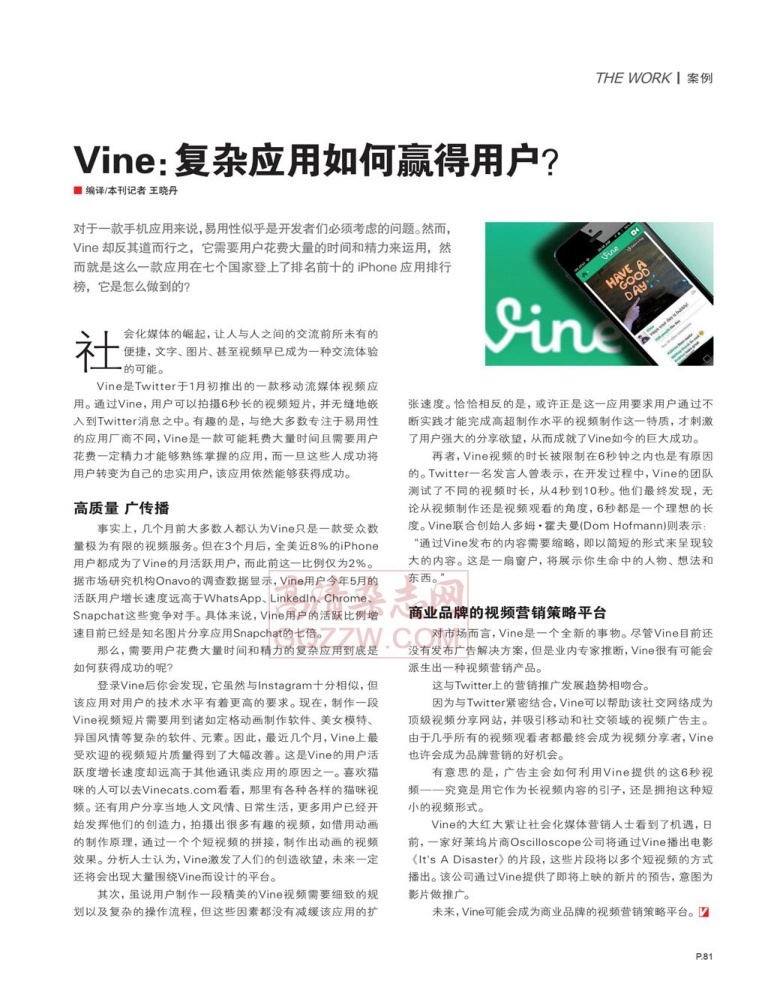 THE WORK | 案例
Vine:复杂应用如何赢得用户?
■ 编译/本刊记者 王晓丹
对于一款手机应用来说,易用性似乎是开发者们必须考虑的问题。然而,
Vine 却反其道而行之，它需要用户花费大量的时间和精力来运用，然
而就是这么一款应用在七个国家登上了排名前十的 iPhone 应用排行
榜，它是怎么做到的?
社会化媒体的崛起，让人与人之间的交流前所未有的
便捷，文字、图片、甚至视频早已成为一种交流体验
的可能。
Vine是Twitter于1月初推出的一款移动流媒体视频应
用。通过Vine，用户可以拍摄6秒长的视频短片，并无缝地嵌
入到Twitter消息之中。有趣的是，与绝大多数专注于易用性
的应用厂商不同，Vine是一款可能耗费大量时间且需要用户
花费一定精力才能够熟练掌握的应用，而一旦这些人成功将
用户转变为自己的忠实用户，该应用依然能够获得成功。
高质量 广传播
事实上，几个月前大多数人都认为Vine只是一款受众数
量极为有限的视频服务。但在3个月后，全美近8%的iPhone
用户都成为了Vine的月活跃用户，而此前这一比例仅为2%。
据市场研究机构Onavo的调查数据显示，Vine用户今年5月的
活跃用户增长速度远高于WhatsApp、LinkedIn、Chrome、
Snapchat这些竞争对手。具体来说，Vine用户的活跃比例增
速目前已经是知名图片分享应用Snapchat的七倍。
那么，需要用户花费大量时间和精力的复杂应用到底是
如何获得成功的呢?
登录Vine后你会发现，它虽然与Instagram十分相似，但
该应用对用户的技术水平有着更高的要求。现在，制作一段
Vine视频短片需要用到诸如定格动画制作软件、美女模特、
异国风情等复杂的软件、元素。因此，最近几个月，Vine上最
受欢迎的视频短片质量得到了大幅改善。这是Vine的用户活
跃度增长速度却远高于其他通讯类应用的原因之一。喜欢猫
咪的人可以去Vinecats.com看看，那里有各种各样的猫咪视
频。还有用户分享当地人文风情、日常生活，更多用户已经开
始发挥他们的创造力，拍摄出很多有趣的视频，如借用动画
的制作原理，通过一个个短视频的拼接，制作出动画的视频
效果。分析人士认为，Vine激发了人们的创造欲望，未来一定
还将会出现大量围绕Vine而设计的平台。
其次，虽说用户制作一段精美的Vine视频需要细致的规
划以及复杂的操作流程，但这些因素都没有减缓该应用的扩
Vine
HAVE A
GOOD
DAY
vine
张速度。恰恰相反的是，或许正是这一应用要求用户通过不
断实践才能完成高超制作水平的视频制作这一特质，才刺激
了用户强大的分享欲望，从而成就了Vine如今的巨大成功。
再者，Vine视频的时长被限制在6秒钟之内也是有原因
的。Twitter一名发言人曾表示，在开发过程中，Vine的团队
测试了不同的视频时长，从4秒到10秒。他们最终发现，无
论从视频制作还是视频观看的角度，6秒都是一个理想的长
度。Vine联合创始人多姆·霍夫曼(Dom Hofmann)则表示：
“通过Vine发布的内容需要缩略，即以简短的形式来呈现较
大的内容。这是一扇窗户，将展示你生命中的人物、想法和
东西。”
商业品牌的视频营销策略平台
对市场而言，Vine是一个全新的事物。尽管Vine目前还
没有发布广告解决方案，但是业内专家推断，Vine很有可能会
派生出一种视频营销产品。
这与Twitter上的营销推广发展趋势相吻合。
因为与Twitter紧密结合，Vine可以帮助该社交网络成为
顶级视频分享网站，并吸引移动和社交领域的视频广告主。
由于几乎所有的视频观看者都最终会成为视频分享者，Vine
也许会成为品牌营销的好机会。
有意思的是，广告主会如何利用Vine提供的这6秒视
频——究竟是用它作为长视频内容的引子，还是拥抱这种短
小的视频形式。
Vine的大红大紫让社会化媒体营销人士看到了机遇，日
前，一家好莱坞片商Oscilloscope公司将通过Vine播出电影
《It's A Disaster》的片段，这些片段将以多个短视频的方式
播出。该公司通过Vine提供了即将上映的新片的预告，意图为
影片做推广。
未来，Vine可能会成为商业品牌的视频营销策略平台。
高清杂志网
GQZZW.COM
P.81